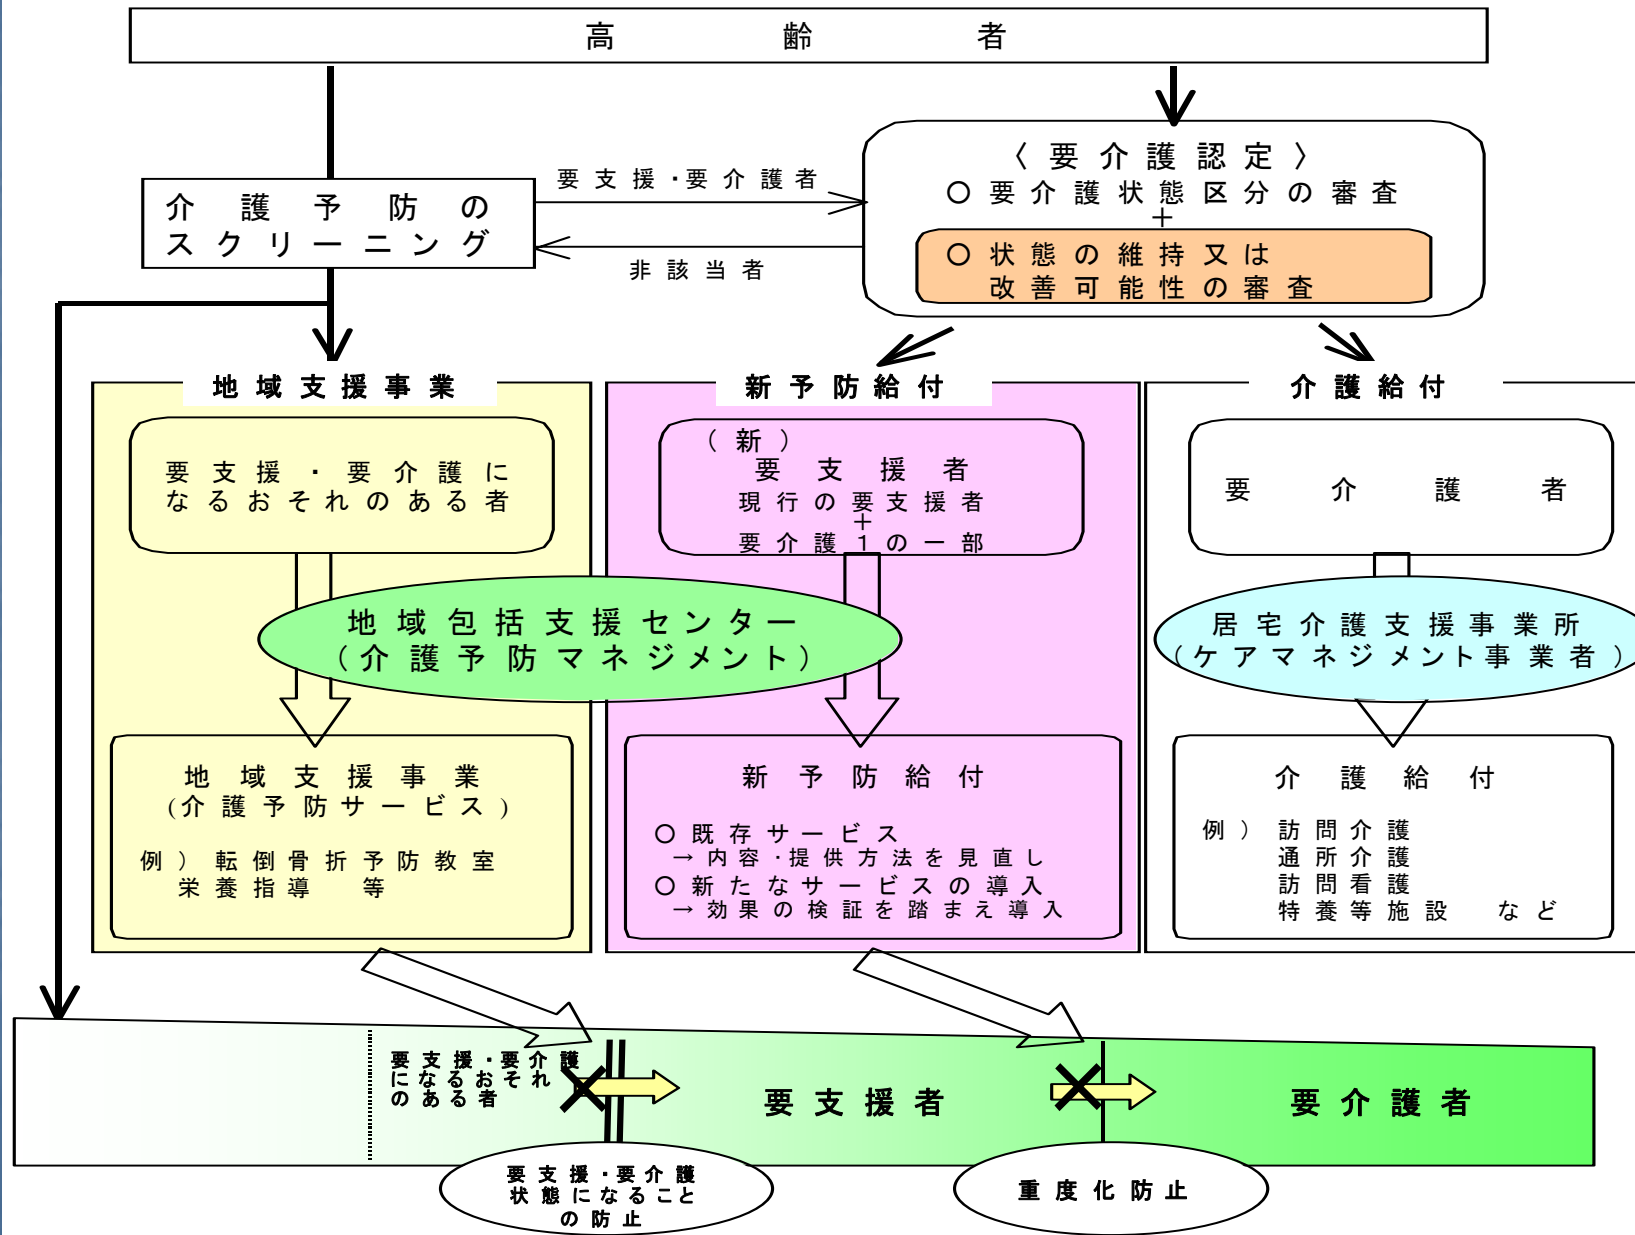 高齢者
〈要介護認定〉
○要介護状態区分の審査
＋
○状態の維持又は
改善可能性の審査
要支援・要介護者
非該当者
介護予防の
スクリーニング
地域支援事業
要支援・要介護に
なるおそれのある者
新予防給付
（新）
要支援者
現行の要支援者
＋
要介護1の一部
介護給付
要介護者
地域包括支援センター
（介護予防マネジメント）
居宅介護支援事業所
（ケアマネジメント事業者）
地域支援事業
(介護予防サービス)
例）転倒骨折予防教室
栄養指導 等
新予防給付
○既存サービス
→内容・提供方法を見直し
○新たなサービスの導入
→効果の検証を踏まえ導入
介護給付
例）訪問介護
通所介護
訪問看護
特養等施設 など
要支援・要介護
になるおそれ
のある者
要支援者
要介護者
要支援・要介護
状態になること
の防止
重度化防止